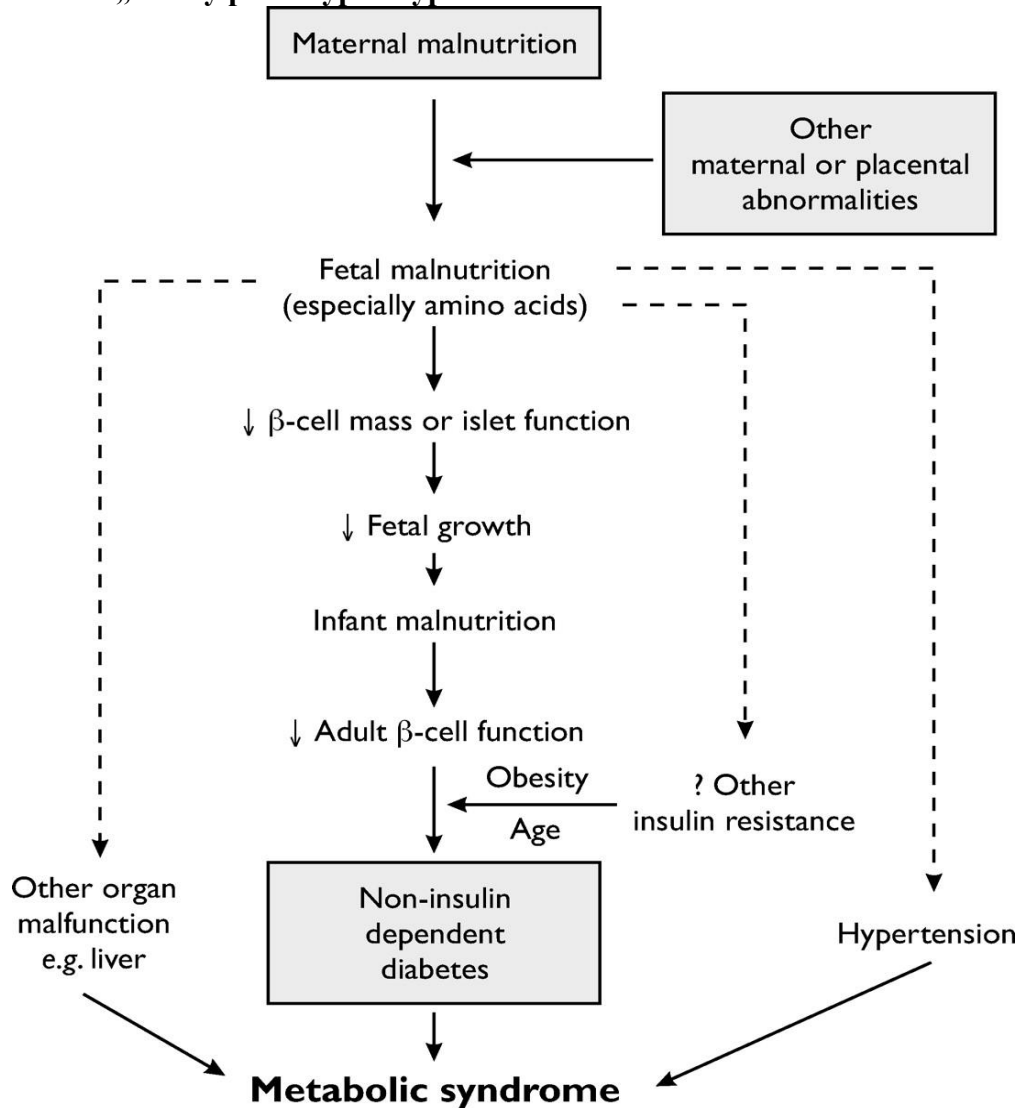 Maternal malnutrition
Other
maternal or placental
abnormalities
Fetal malnutrition
(especially amino acids)
↓ β-cell mass or islet function
↓ Fetal growth
Infant malnutrition
↓ Adult β-cell function
Obesity
Age
? Other
insulin resistance
Other organ
malfunction
e.g. liver
Non-insulin
dependent
diabetes
Hypertension
Metabolic syndrome